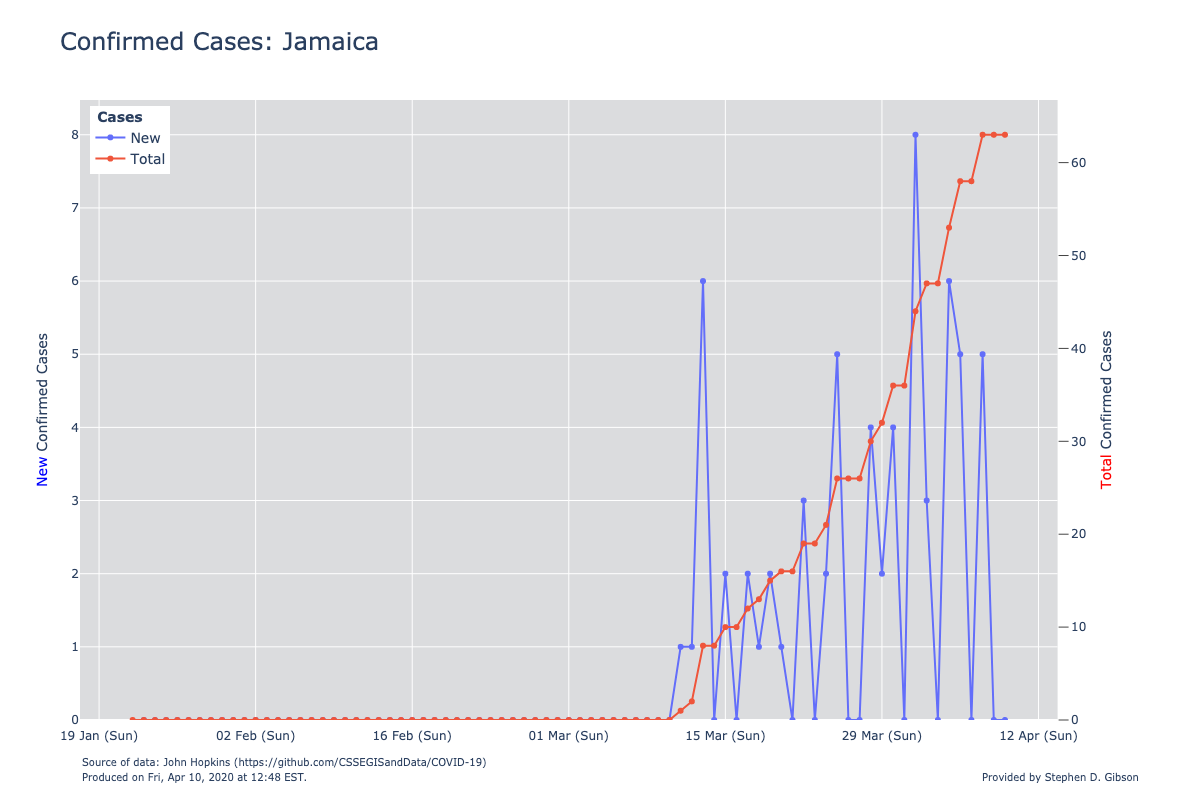 Confirmed Cases: Jamaica
Cases
New
Total
8
7
6
5
4
3
2
1
0
60
50
40
30
20
10
0
New Confirmed Cases
Total Confirmed Cases
19 Jan (Sun)
02 Feb (Sun)
16 Feb (Sun)
01 Mar (Sun)
15 Mar (Sun)
29 Mar (Sun)
12 Apr (Sun)
Source of data: John Hopkins (https://github.com/CSSEGISandData/COVID-19)
Produced on Fri, Apr 10, 2020 at 12:48 EST.
Provided by Stephen D. Gibson